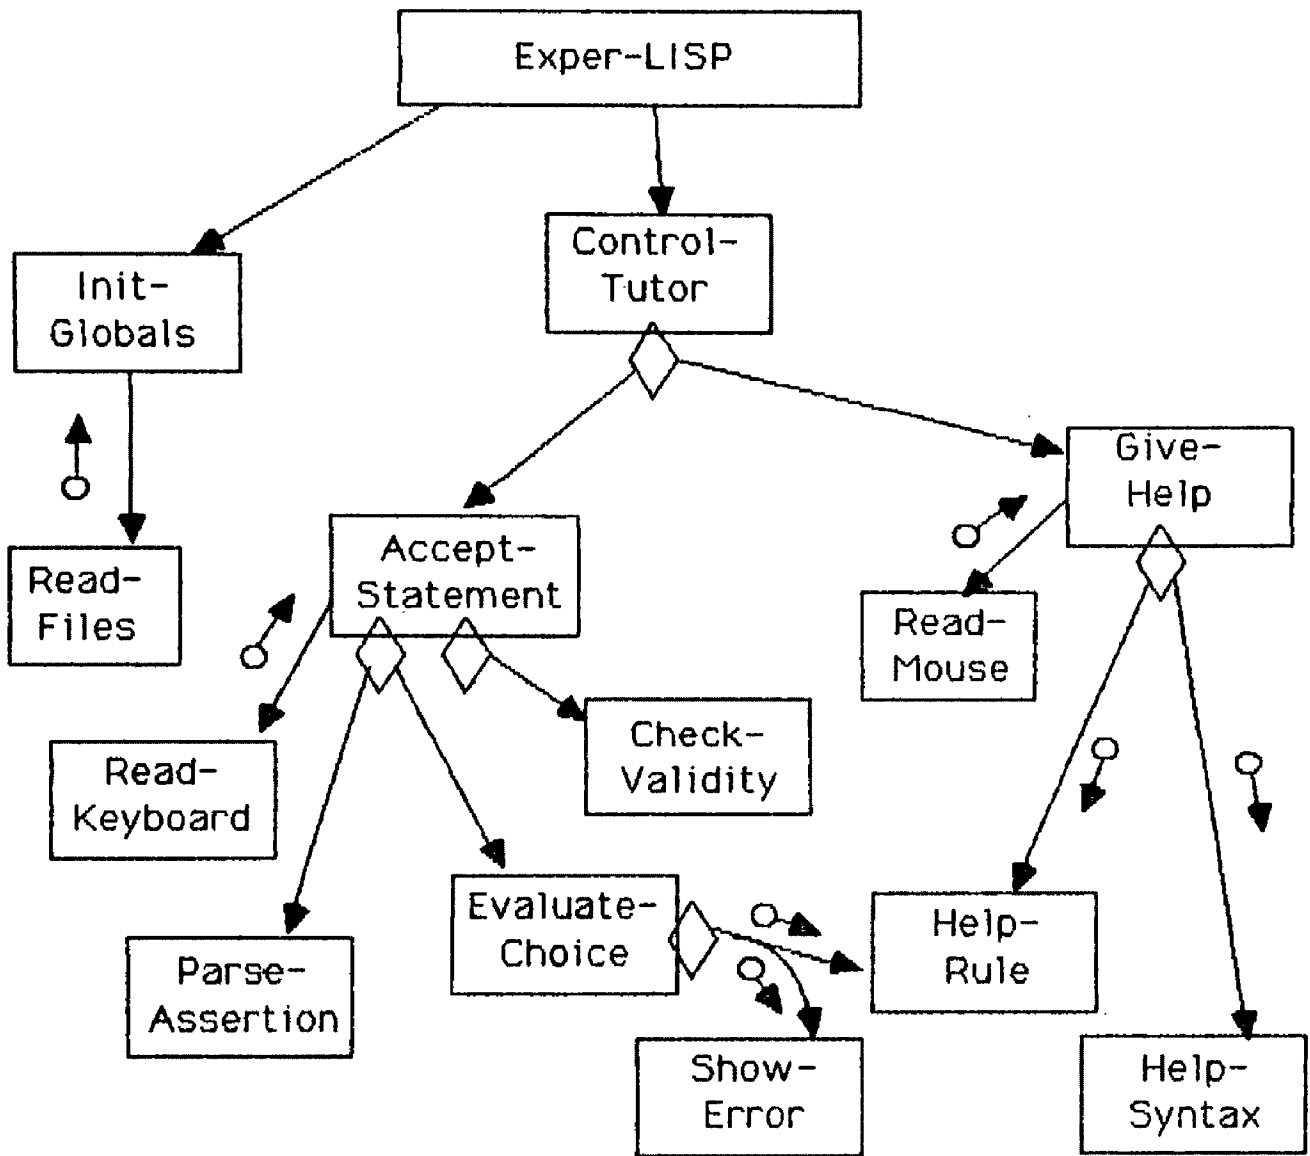 Exper-LISP
Control-
Tutor
Init-
Globals
Give-
Help
Accept-
Statement
Read-
Files
Read-
Mouse
Check-
Validity
Read-
Keyboard
Evaluate-
Choice
Help-
Rule
Parse-
Assertion
Show-
Error
Help-
Syntax